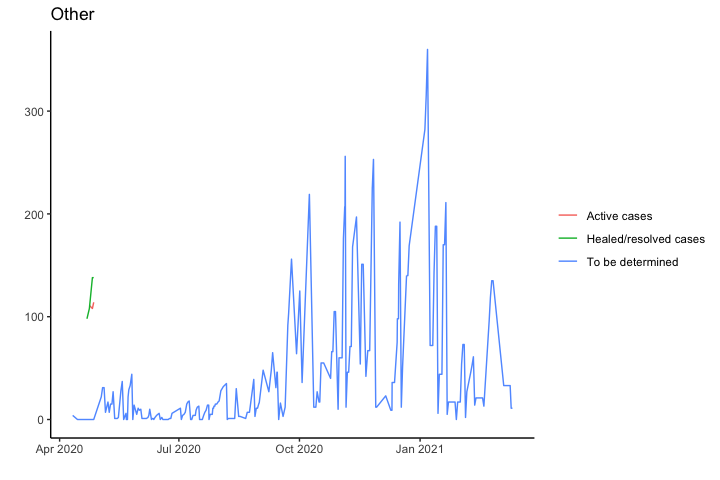 Other
300
200
100
0
Apr 2020
Jul 2020
Oct 2020
Jan 2021
Active cases
Healed/resolved cases
To be determined